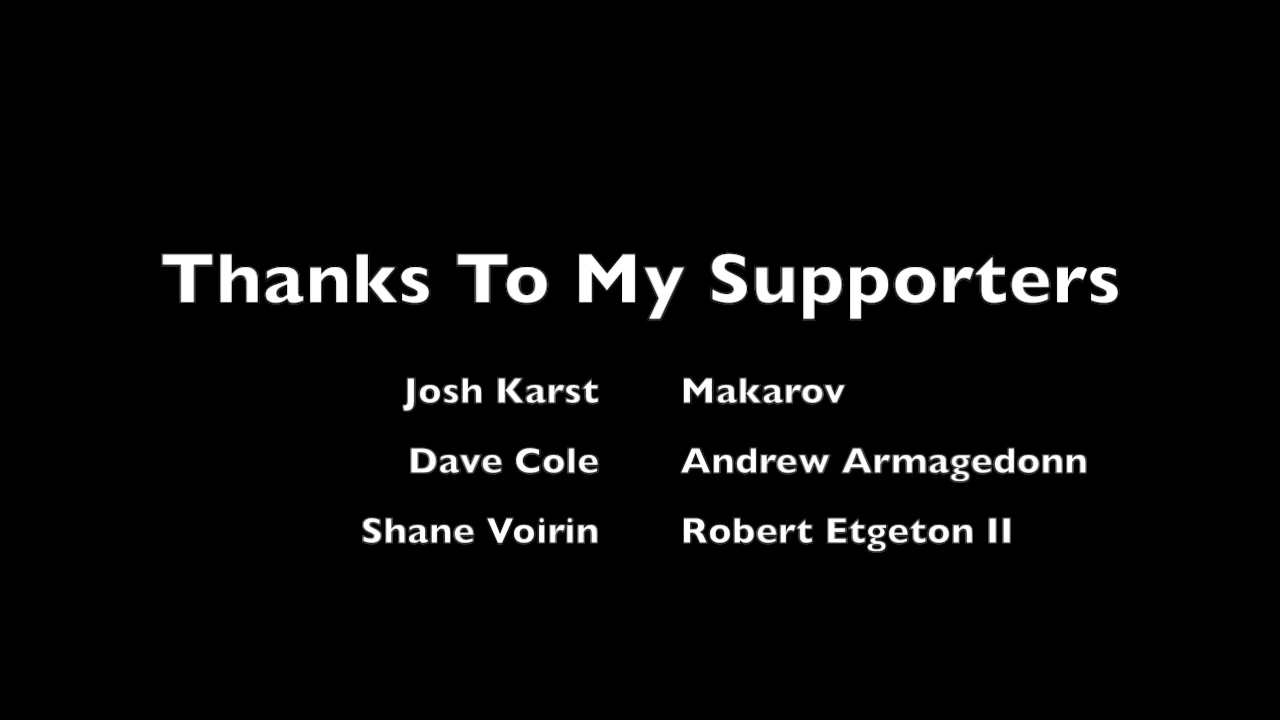 Thanks To My Supporters
Josh Karst Makarov
Dave Cole Andrew Armagedonn
Shane Voirin Robert Etgeton II